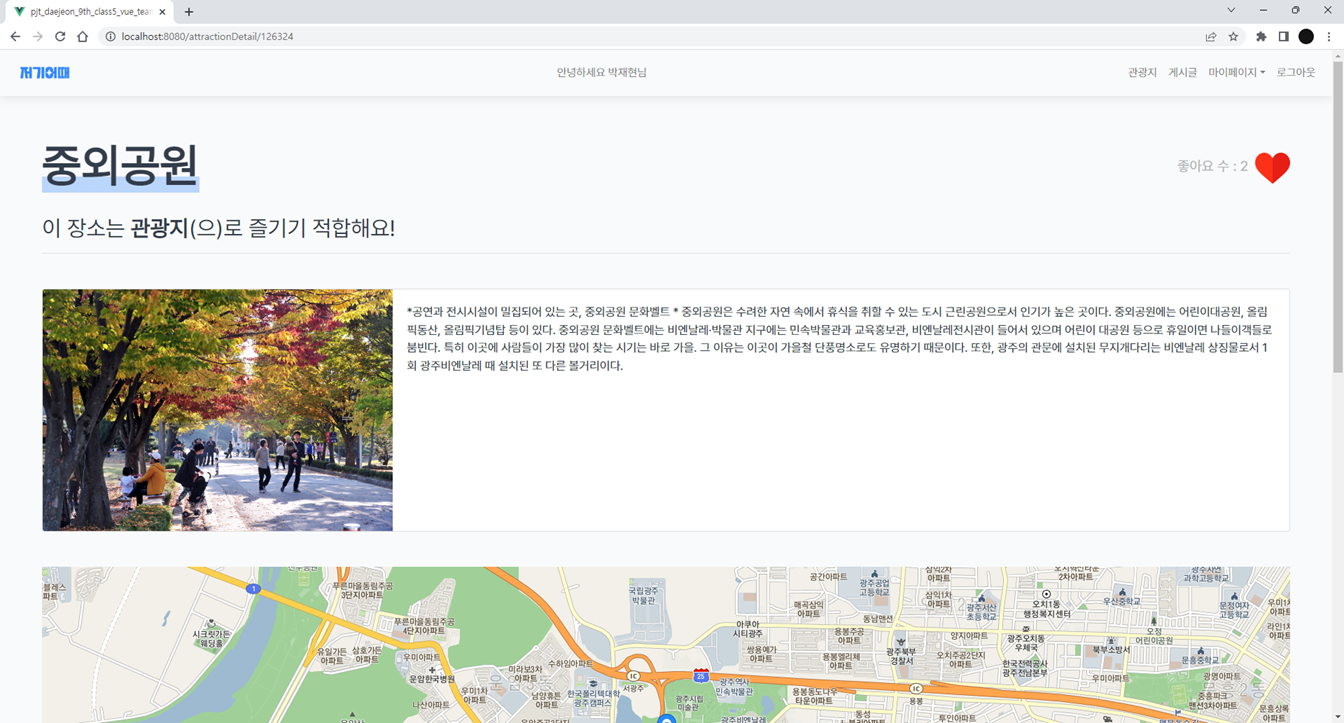 pjt_daejeon_9th_class5_vue_tean
localhost:8080/attractionDetail/126324
저기어때
안녕하세요 박재현님
관광지 게시글 마이페이지 로그아웃
중외공원
좋아요 수 : 2
이 장소는 관광지(으)로 즐기기 적합해요!
*공연과 전시시설이 밀집되어 있는 곳, 중외공원 문화벨트 * 중외공원은 수려한 자연 속에서 휴식을 취할 수 있는 도시 근린공원으로서 인기가 높은 곳이다. 중외공원에는 어린이대공원, 올림
픽동산, 올림픽기념탑 등이 있다. 중외공원 문화벨트에는 비엔날레·박물관 지구에는 민속박물관과 교육홍보관, 비엔날레전시관이 들어서 있으며 어린이 대공원 등으로 휴일이면 나들이객들로
붐빈다. 특히 이곳에 사람들이 가장 많이 찾는 시기는 바로 가을. 그 이유는 이곳이 가을철 단풍명소로도 유명하기 때문이다. 또한, 광주의 관문에 설치된 무지개다리는 비엔날레 상징물로서 1
회 광주비엔날레 때 설치된 또 다른 볼거리이다.
블레스
파트
1
푸른마을동림주공
3단지아파트
국립광주
박물관
공간아파트
광주공업
고등학교
삼익2차
아파트
2차아파트
과학고등학교
시크릿가든
웨딩홀
푸른마을동림주공
4단지아파트
매곡삼익
아파트
삼익1차
아파트
광주서산
초등학교
오치1동
행정복지센터
우산중학교
문정여자
고등학교
우미1차
아파트
아쿠아
시티광주
동남맨션
용봉주공
아파트
양지아파트
광주오치동
우체국
오정
어린이공원
라인1차
아파트
유일가든
아파트
삼호가든
아파트
우미아파트
쌍용예가
아파트
용봉엘리체
아파트
광주북부
경찰서
오치주공2단지
아파트
북부소방서
문흥중학교
운암한국병원
미라보3차
아파트
수하임아파트
IC
서광주
25
광주역사
민속박물관
한국전력공사
광주전남본부
우미아파트
광명아파트
우미1차
아파트
남양휴튼
아파트
한국폴리텍대학
광주캠퍼스
광주시립
미술관
용봉동도나우
타운아파트
IC
용봉
중흥파크
맨션3차아파트
문흥상록
아파트
나산아파트
광주비엔날레
동성
투인아파트